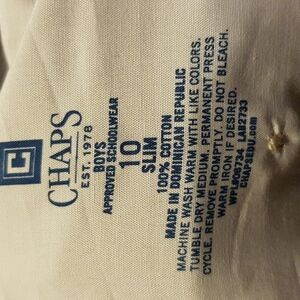 C
CHAPS
EST. 1978
BOYS
APPROVED SCHOOLWEAR
10
SLIM
100% COTTON
MADE IN DOMINICAN REPUBLIC
MACHINE WASH WARM WITH LIKE COLORS.
TUMBLE DRY MEDIUM. PERMANENT PRESS
CYCLE. REMOVE PROMPTLY. DO NOT BLEACH.
WARM IRON IF DESIRED.